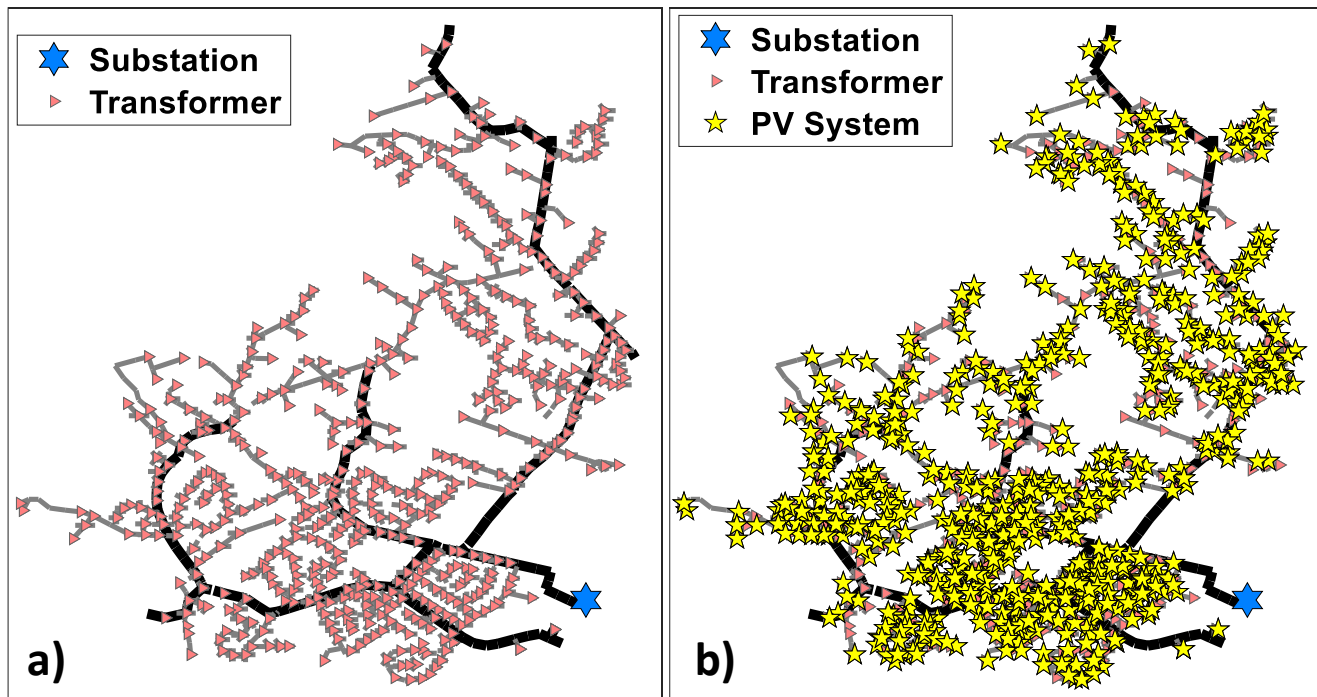 Substation
Transformer
a)
Substation
Transformer
PV System
b)